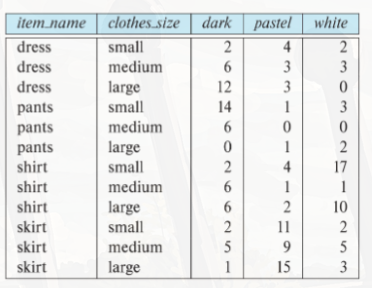 item_name clothes_size dark pastel white
dress small 2 4 2
dress medium 6 3 3
dress large 12 3 0
pants small 14 1 3
pants medium 6 0 0
pants large 0 1 2
shirt small 2 4 17
shirt medium 6 1 1
shirt large 6 2 10
skirt small 2 11 2
skirt medium 5 9 5
skirt large 1 15 3